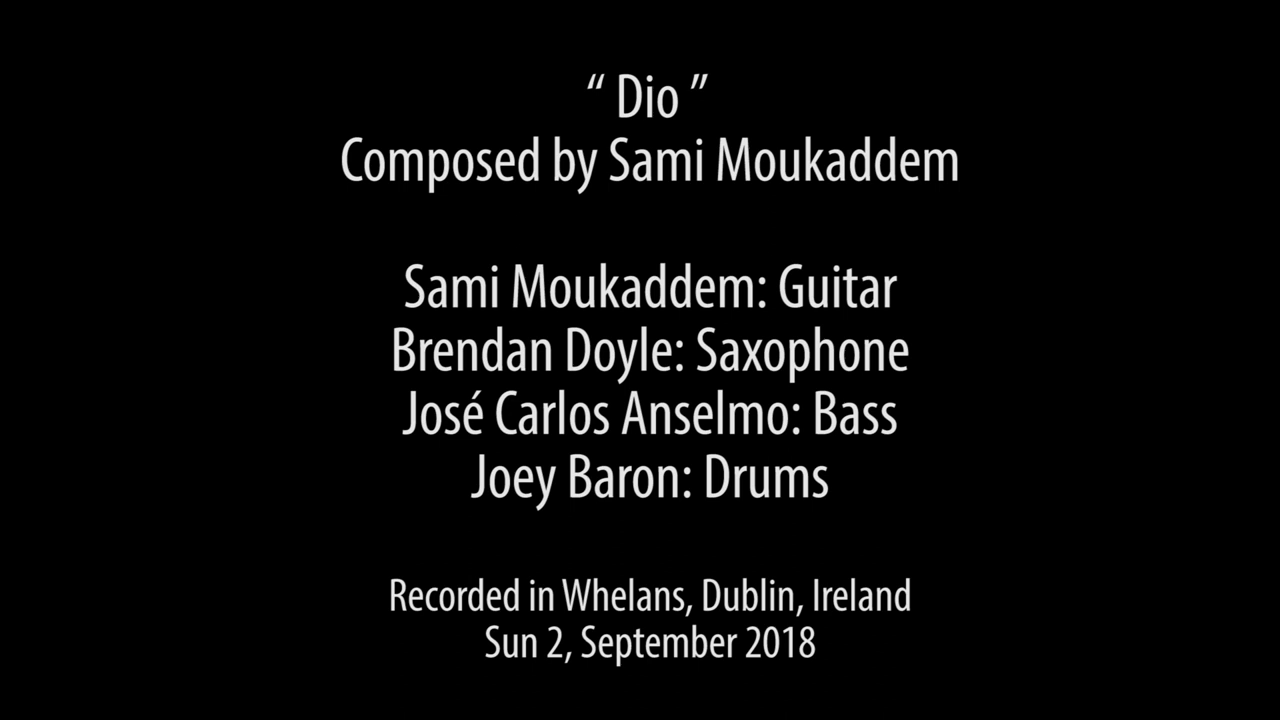 “ Dio ”
Composed by Sami Moukaddem
Sami Moukaddem: Guitar
Brendan Doyle: Saxophone
José Carlos Anselmo: Bass
Joey Baron: Drums
Recorded in Whelans, Dublin, Ireland
Sun 2, September 2018